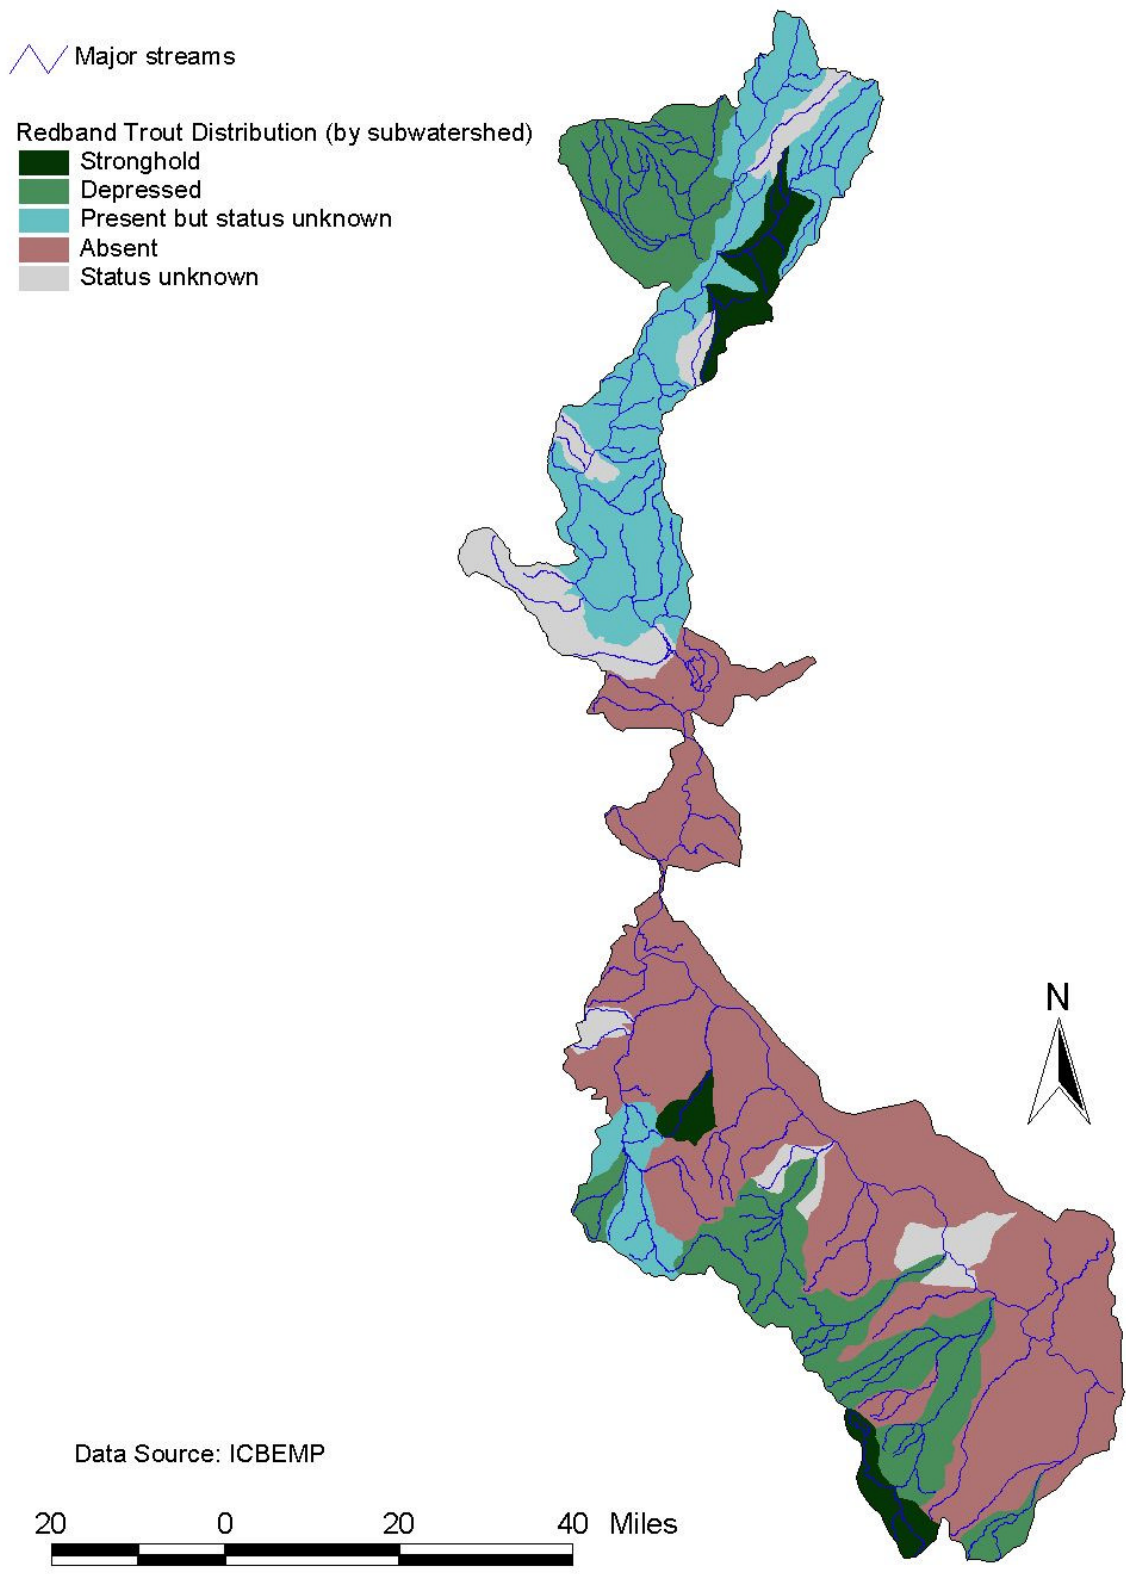 Major streams
Redband Trout Distribution (by subwatershed)
Stronghold
Depressed
Present but status unknown
Absent
Status unknown
N
Data Source: ICBEMP
20 0 20 40 Miles